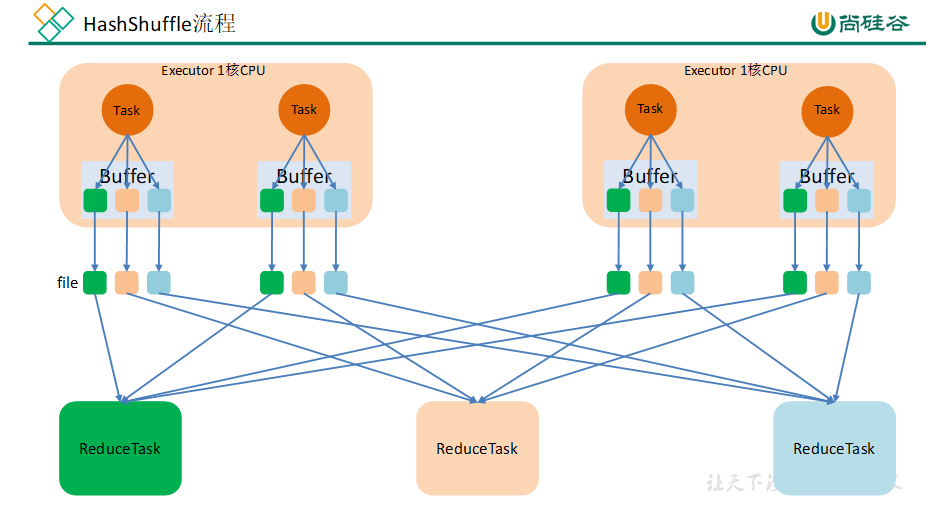 HashShuffle流程
尚硅谷
Executor 1核CPU
Executor 1核CPU
Task
Task
Task
Task
Buffer
Buffer
Buffer
Buffer
file
ReduceTask
ReduceTask
ReduceTask
让天下